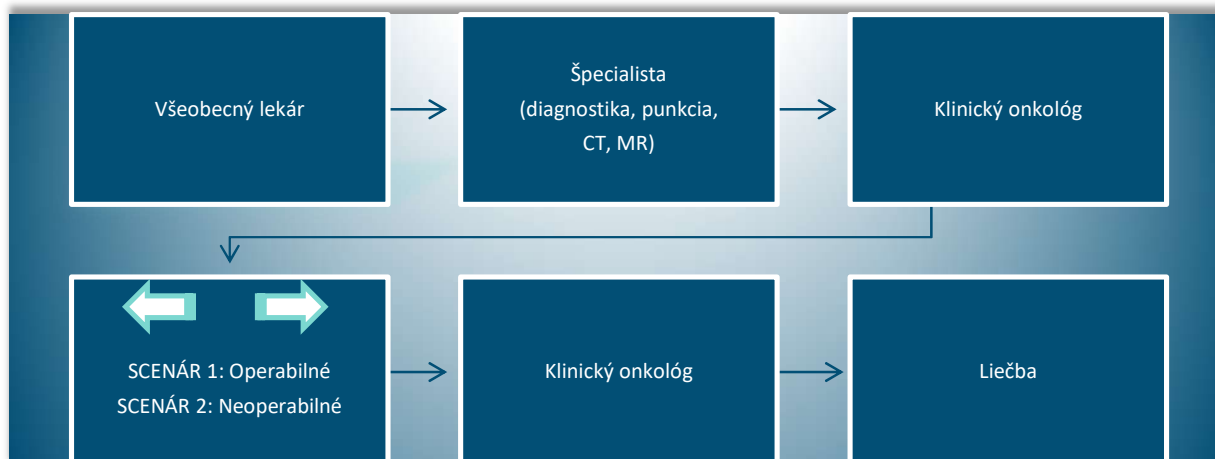 Všeobecný lekár
Špecialista
(diagnostika, punkcia,
CT, MR)
Klinický onkológ
SCENÁR 1: Operabilné
SCENÁR 2: Neoperabilné
Klinický onkológ
Liečba